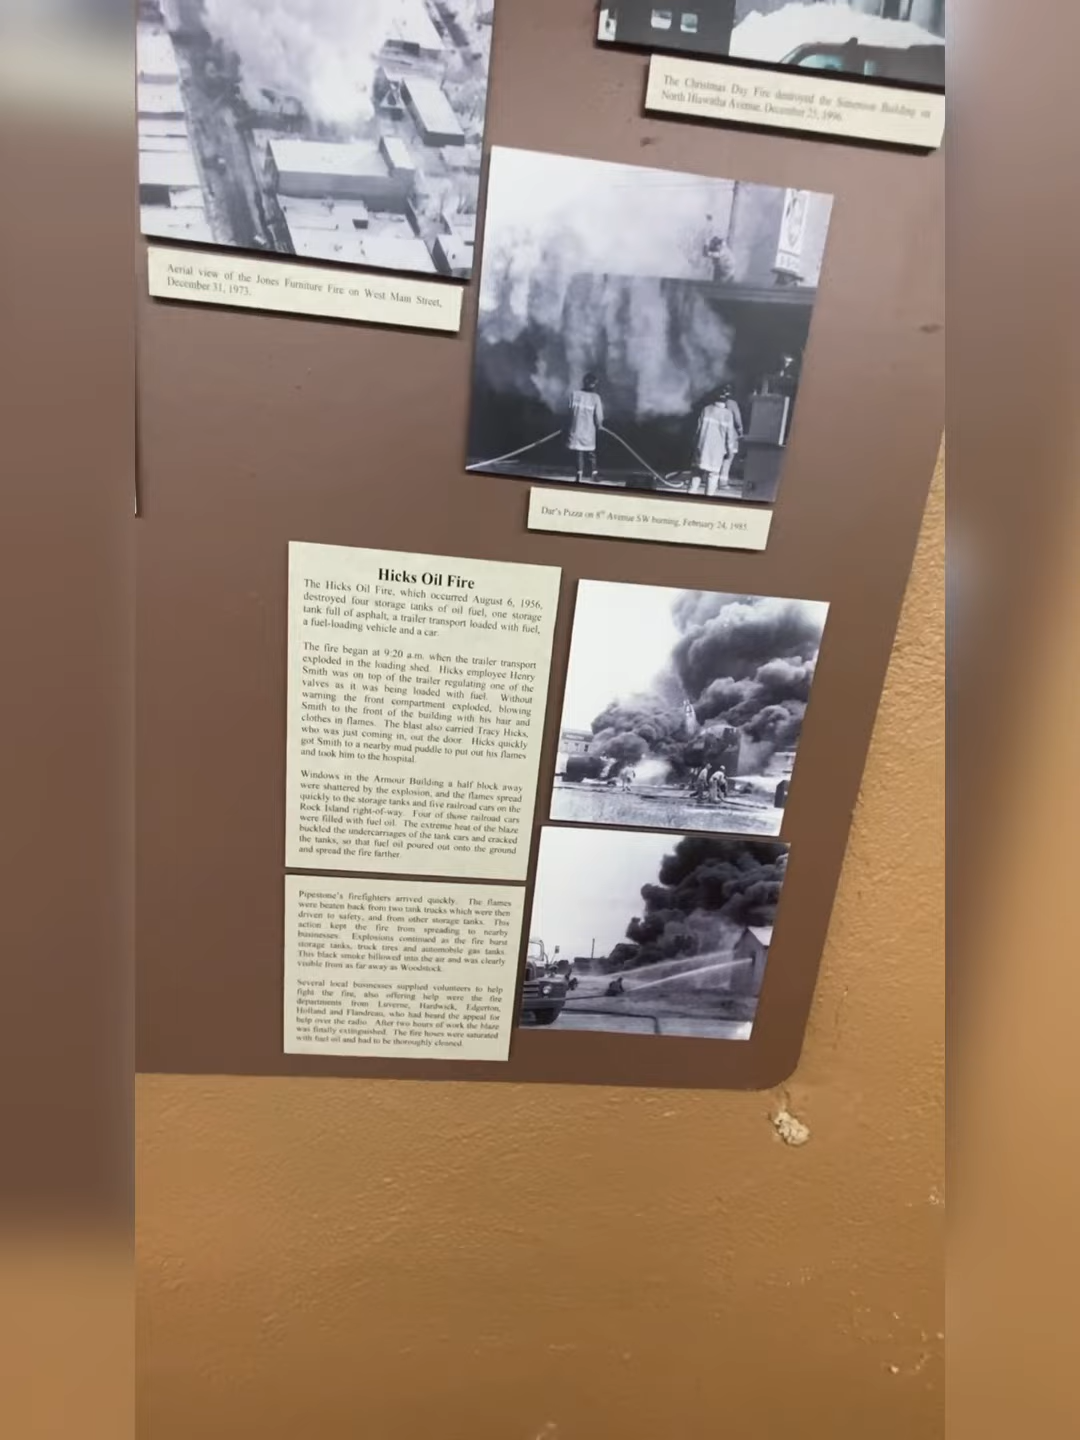 The Christmas Day Fire destroyed the Simenson Building on
North Hiawatha Avenue, December 25, 1996.
Aerial view of the Jones Furniture Fire on West Main Street,
December 31, 1973.
Dar's Pizza on 8th Avenue SW burning, February 24, 1985.
Hicks Oil Fire
The Hicks Oil Fire, which occurred August 6, 1956,
destroyed four storage tanks of oil fuel, one storage
tank full of asphalt, a trailer transport loaded with fuel,
a fuel-loading vehicle and a car.
The fire began at 9:20 a.m. when the trailer transport
exploded in the loading shed. Hicks employee Henry
Smith was on top of the trailer regulating one of the
valves as it was being loaded with fuel. Without
warning the front compartment exploded, blowing
Smith to the front of the building with his hair and
clothes in flames. The blast also carried Tracy Hicks,
who was just coming in, out the door. Hicks quickly
got Smith to a nearby mud puddle to put out his flames
and took him to the hospital.
Windows in the Armour Building a half block away
were shattered by the explosion, and the flames spread
quickly to the storage tanks and five railroad cars on the
Rock Island right-of-way. Four of those railroad cars
were filled with fuel oil. The extreme heat of the blaze
buckled the undercarriages of the tank cars and cracked
the tanks, so that fuel oil poured out onto the ground
and spread the fire farther.
Pipestone's firefighters arrived quickly. The flames
were beaten back from two tank trucks which were then
driven to safety, and from other storage tanks. This
action kept the fire from spreading to nearby
businesses. Explosions continued as the fire burst
storage tanks, truck tires and automobile gas tanks.
This black smoke billowed into the air and was clearly
visible from as far away as Woodstock.
Several local businesses supplied volunteers to help
fight the fire, also offering help were the fire
departments from Luverne, Hardwick, Edgerton,
Holland and Flandreau, who had heard the appeal for
help over the radio. After two hours of work the blaze
was finally extinguished. The fire hoses were saturated
with fuel oil and had to be thoroughly cleaned.